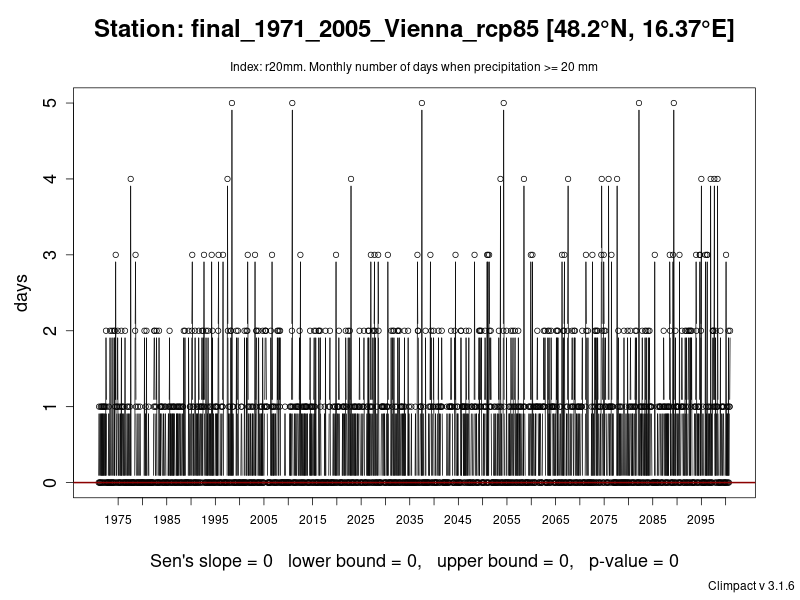 Station: final_1971_2005_Vienna_rcp85 [48.2°N, 16.37°E]
Index: r20mm. Monthly number of days when precipitation >= 20 mm
5
4
3
2
1
0
days
1975 1985 1995 2005 2015 2025 2035 2045 2055 2065 2075 2085 2095
Sen's slope = 0 lower bound = 0, upper bound = 0, p-value = 0
Climpact v 3.1.6